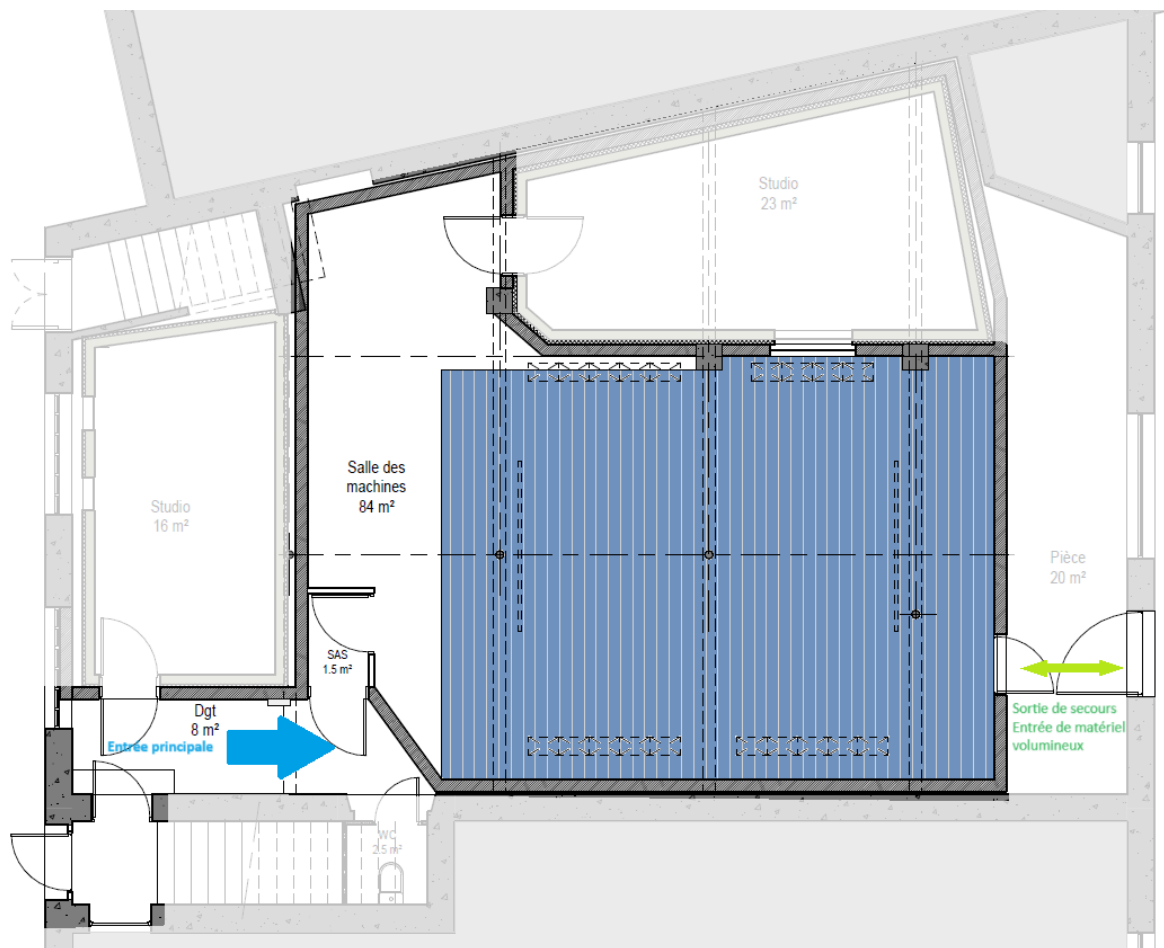 Studio
23 m²
Salle des
machines
84 m²
Studio
16 m²
Pièce
20 m²
SAS
1.5 m²
Dgt
8 m²
Entrée principale
Sortie de secours
Entrée de matériel
volumineux
WC
2.5 m²